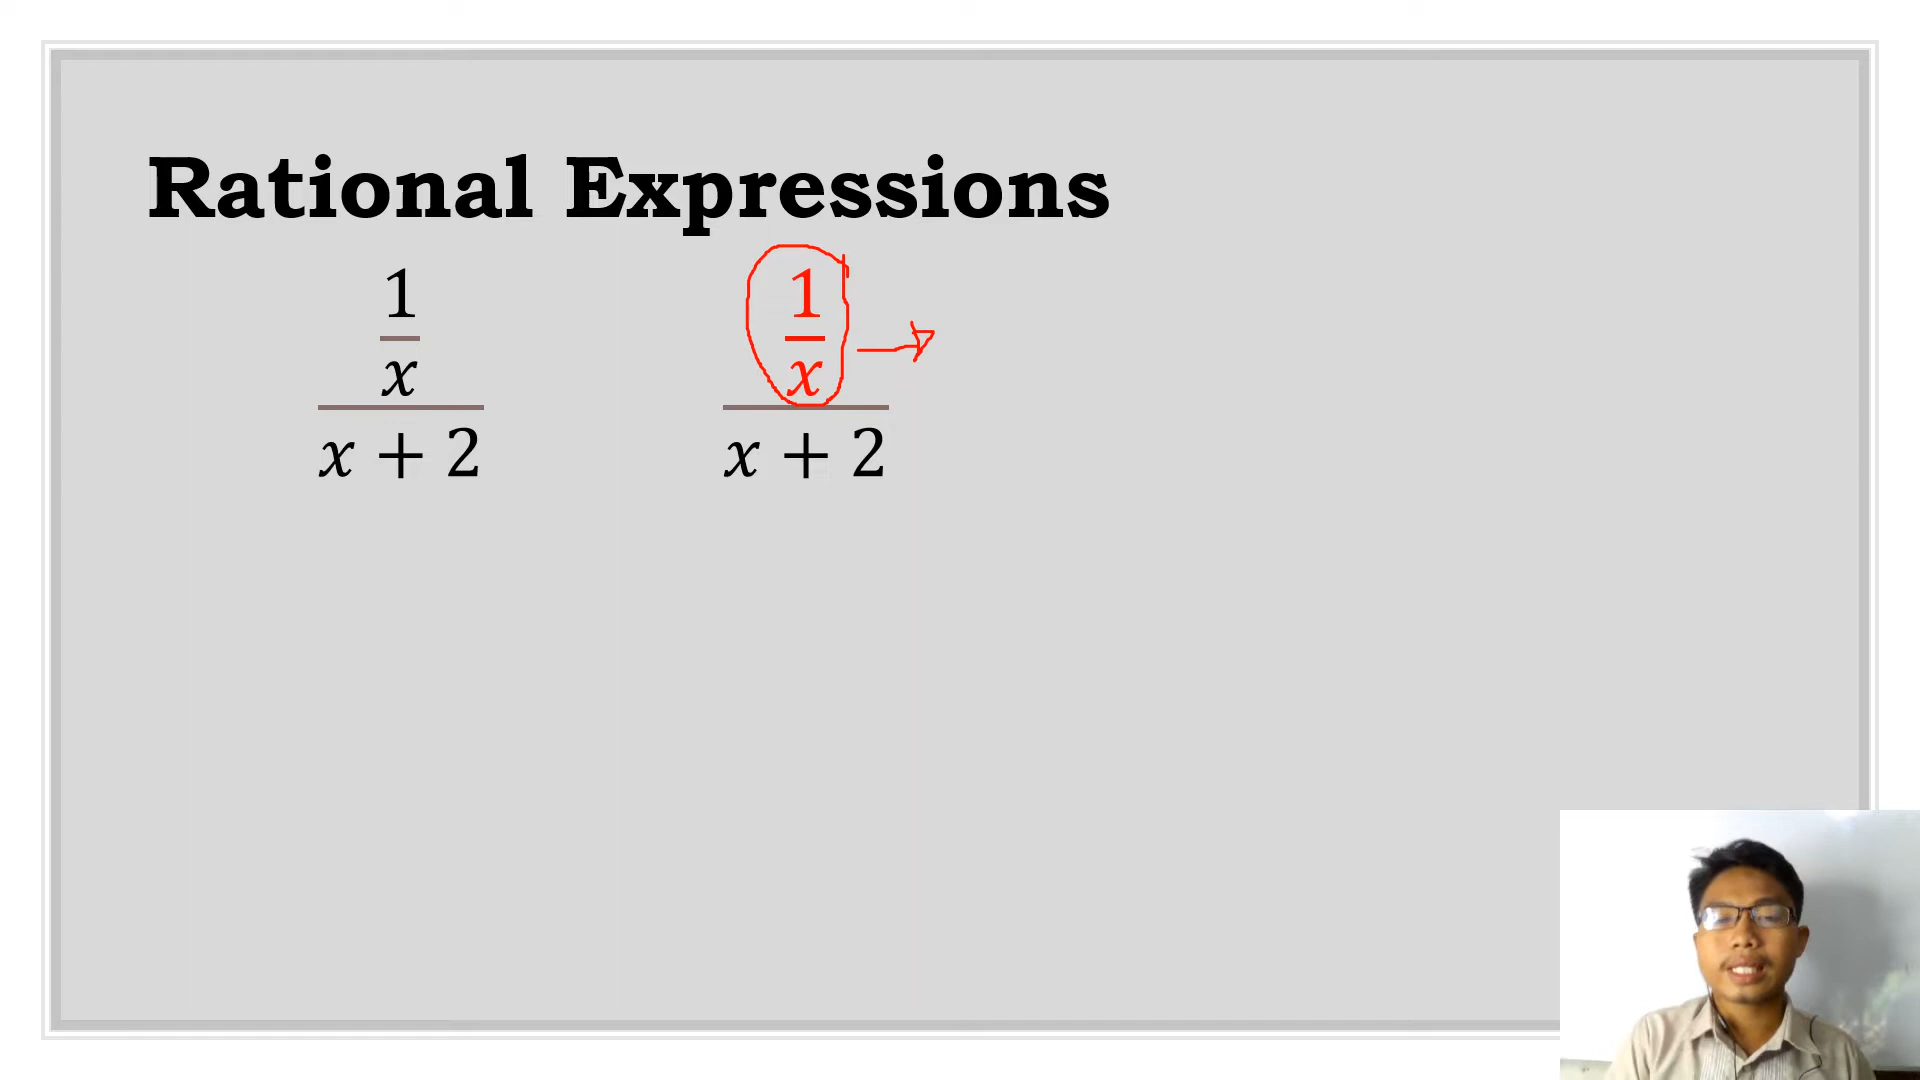 Rational Expressions
1 1
x x
x + 2 x + 2